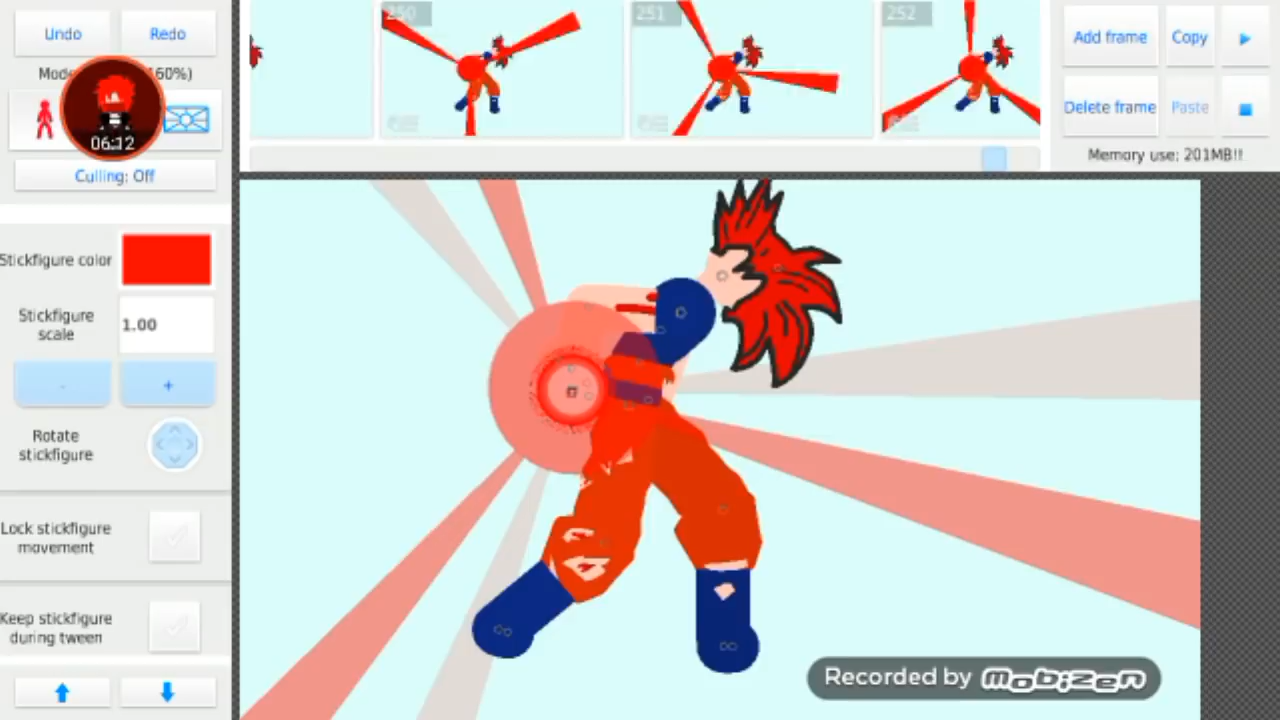 Undo
Redo
Mode
(160%)
06:12
Culling: Off
Stickfigure color
Stickfigure scale
1.00
-
+
Rotate stickfigure
Lock stickfigure movement
Keep stickfigure during tween
250
251
252
Add frame
Copy
Delete frame
Paste
Memory use: 201MB!!
Recorded by mobizen